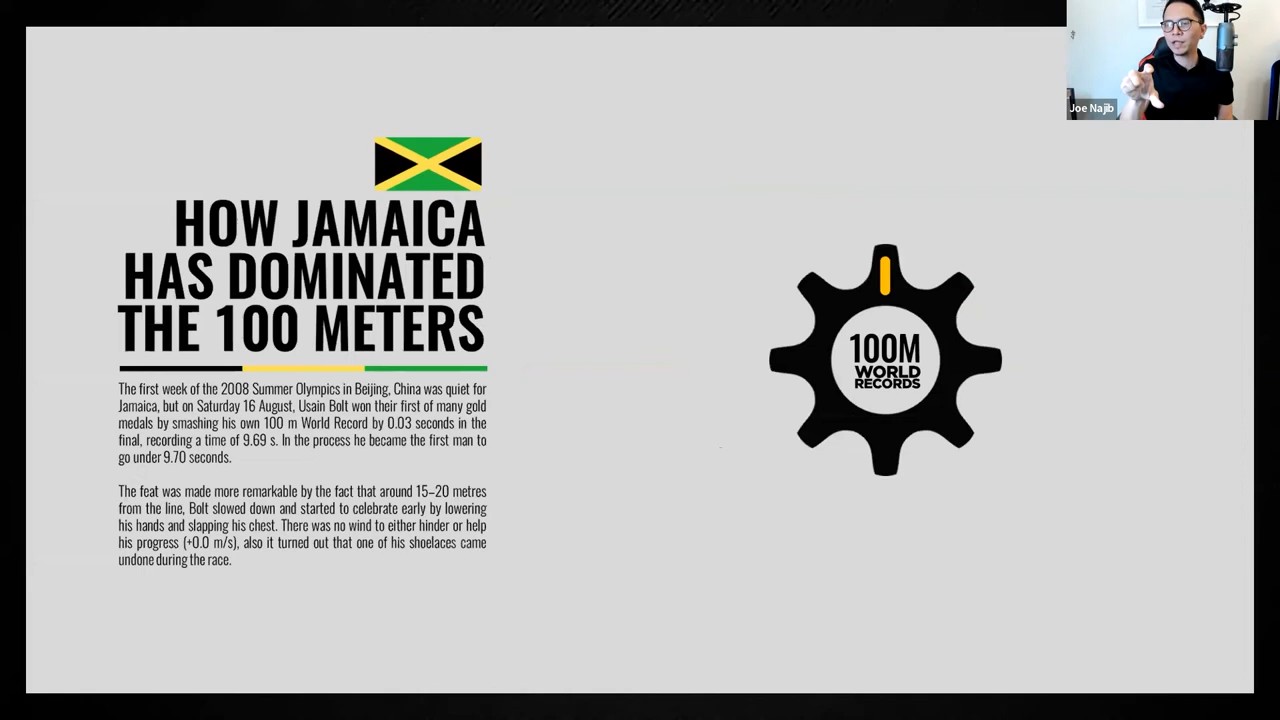 Joe Najib
HOW JAMAICA
HAS DOMINATED
THE 100 METERS
The first week of the 2008 Summer Olympics in Beijing, China was quiet for
Jamaica, but on Saturday 16 August, Usain Bolt won their first of many gold
medals by smashing his own 100 m World Record by 0.03 seconds in the
final, recording a time of 9.69 s. In the process he became the first man to
go under 9.70 seconds.
The feat was made more remarkable by the fact that around 15–20 metres
from the line, Bolt slowed down and started to celebrate early by lowering
his hands and slapping his chest. There was no wind to either hinder or help
his progress (+0.0 m/s), also it turned out that one of his shoelaces came
undone during the race.
100M
WORLD
RECORDS